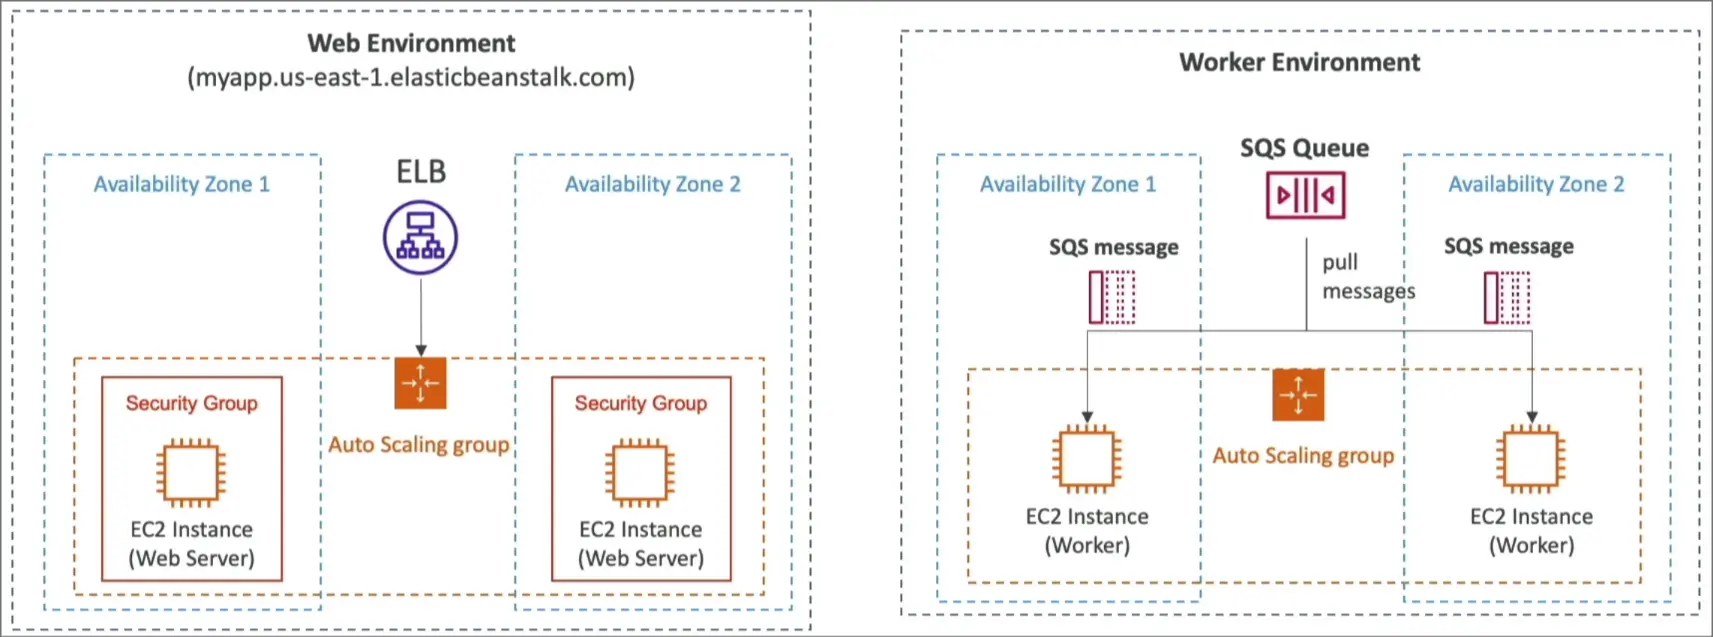 Web Environment
(myapp.us-east-1.elasticbeanstalk.com)
Availability Zone 1
ELB
Availability Zone 2
Security Group
Auto Scaling group
Security Group
EC2 Instance
(Web Server)
EC2 Instance
(Web Server)
Worker Environment
SQS Queue
Availability Zone 1
Availability Zone 2
SQS message
SQS message
pull
messages
Auto Scaling group
EC2 Instance
(Worker)
EC2 Instance
(Worker)